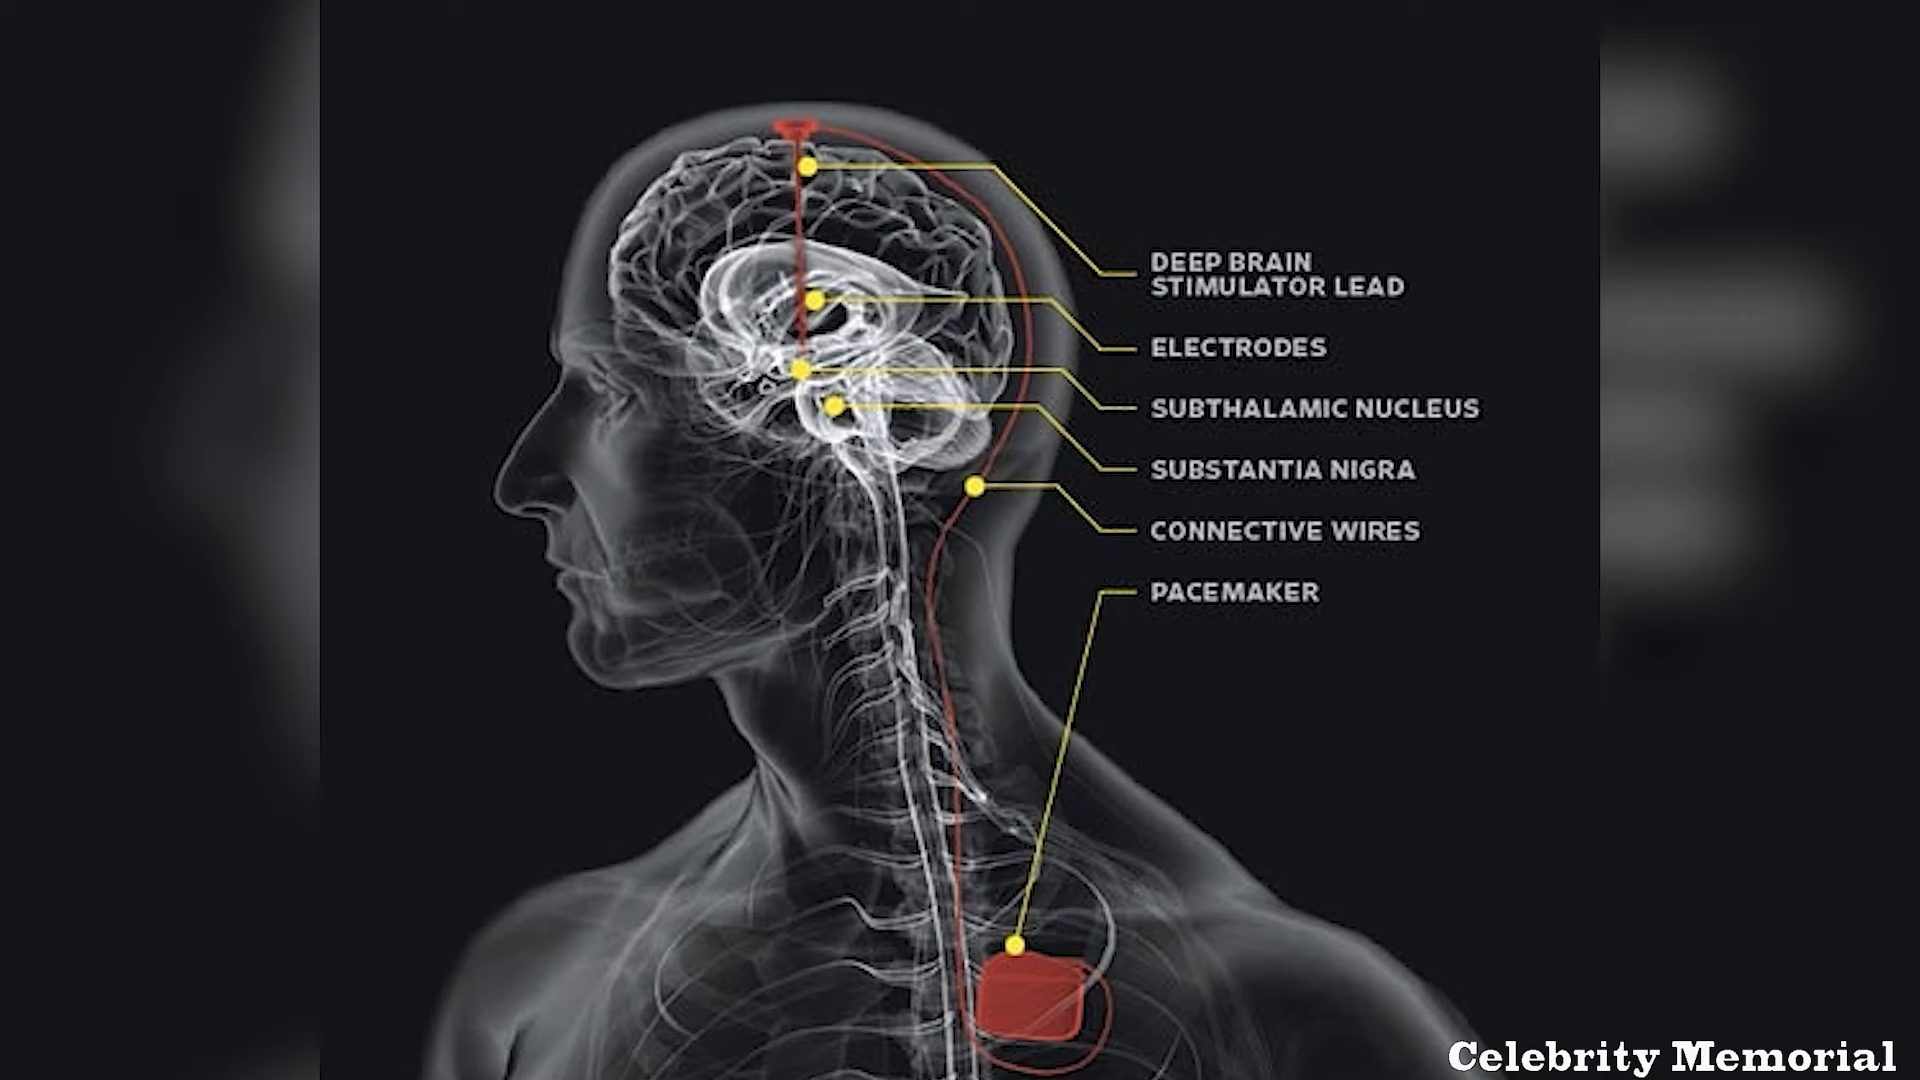 DEEP BRAIN
STIMULATOR LEAD
ELECTRODES
SUBTHALAMIC NUCLEUS
SUBSTANTIA NIGRA
CONNECTIVE WIRES
PACEMAKER
Celebrity Memorial